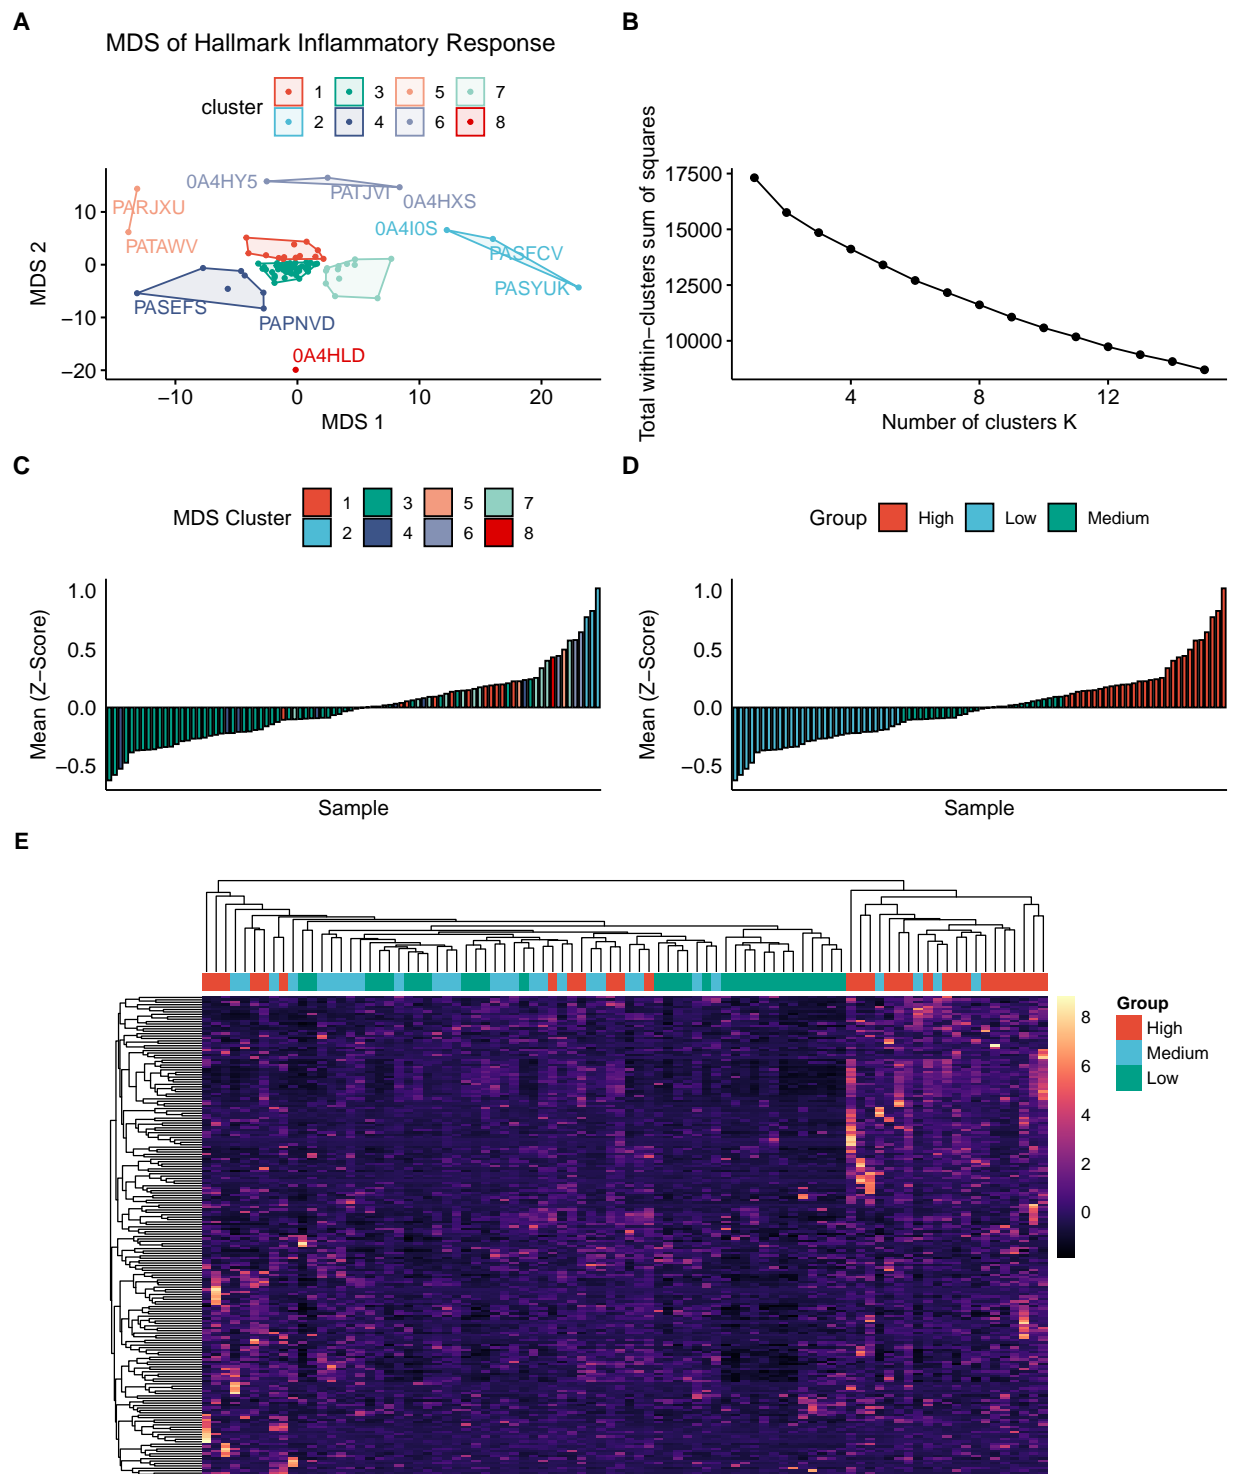 A
MDS of Hallmark Inflammatory Response
cluster
1 3 5 7
2 4 6 8
MDS 2
10
0
−10
−20
PARJXU
PATAWV
0A4HY5
PATJVI
0A4HXS
0A4I0S
PASFCV
PASYUK
PASEFS
PAPNVD
0A4HLD
−10 0 10 20
MDS 1
B
Total within−clusters sum of squares
17500
15000
12500
10000
4 8 12
Number of clusters K
C
MDS Cluster
1 3 5 7
2 4 6 8
Mean (Z−Score)
1.0
0.5
0.0
−0.5
Sample
D
Group High Low Medium
Mean (Z−Score)
1.0
0.5
0.0
−0.5
Sample
E
8
6
4
2
0
Group
High
Medium
Low